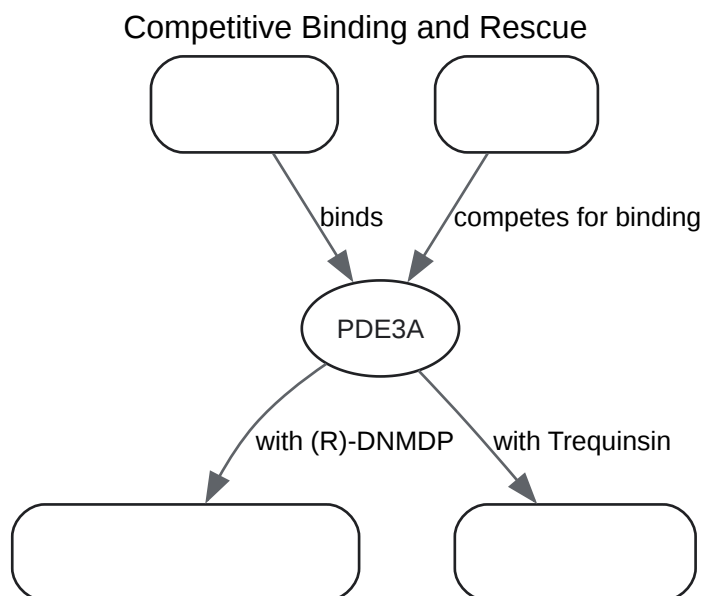 Competitive Binding and Rescue
binds
competes for binding
PDE3A
with (R)-DNMDP
with Trequinsin